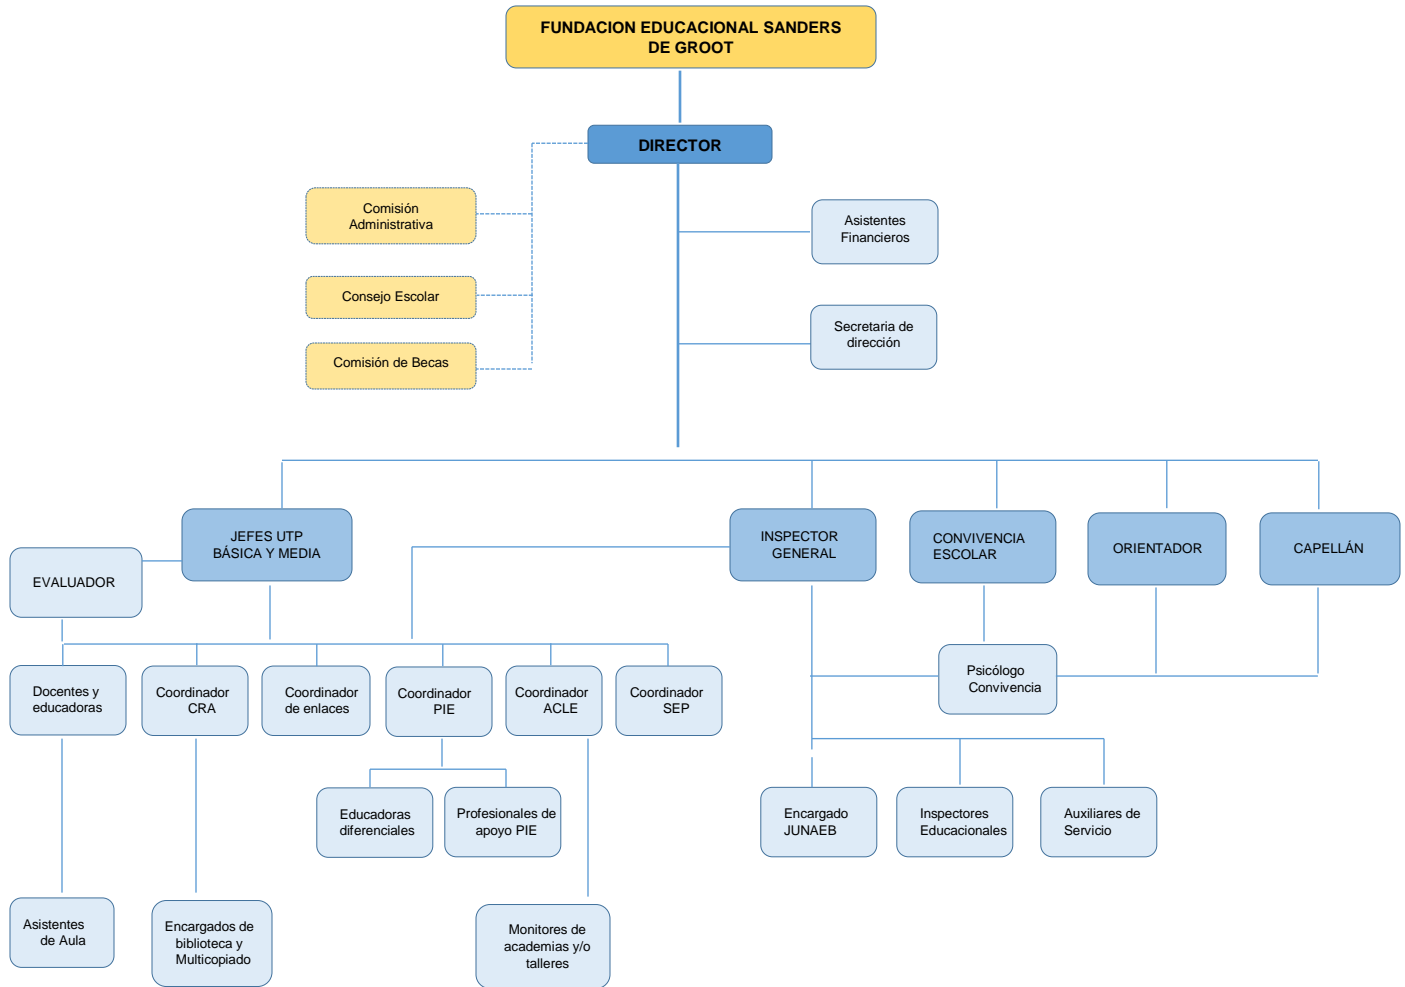 FUNDACION EDUCACIONAL SANDERS
DE GROOT
DIRECTOR
Comisión
Administrativa
Asistentes
Financieros
Consejo Escolar
Secretaria de
dirección
Comisión de Becas
JEFES UTP
BÁSICA Y MEDIA
INSPECTOR
GENERAL
CONVIVENCIA
ESCOLAR
ORIENTADOR
CAPELLÁN
EVALUADOR
Docentes y
educadoras
Coordinador
CRA
Coordinador
de enlaces
Coordinador
PIE
Coordinador
ACLE
Coordinador
SEP
Psicólogo
Convivencia
Educadoras
diferenciales
Profesionales de
apoyo PIE
Encargado
JUNAEB
Inspectores
Educacionales
Auxiliares de
Servicio
Asistentes
de Aula
Encargados de
biblioteca y
Multicopiado
Monitores de
academias y/o
talleres